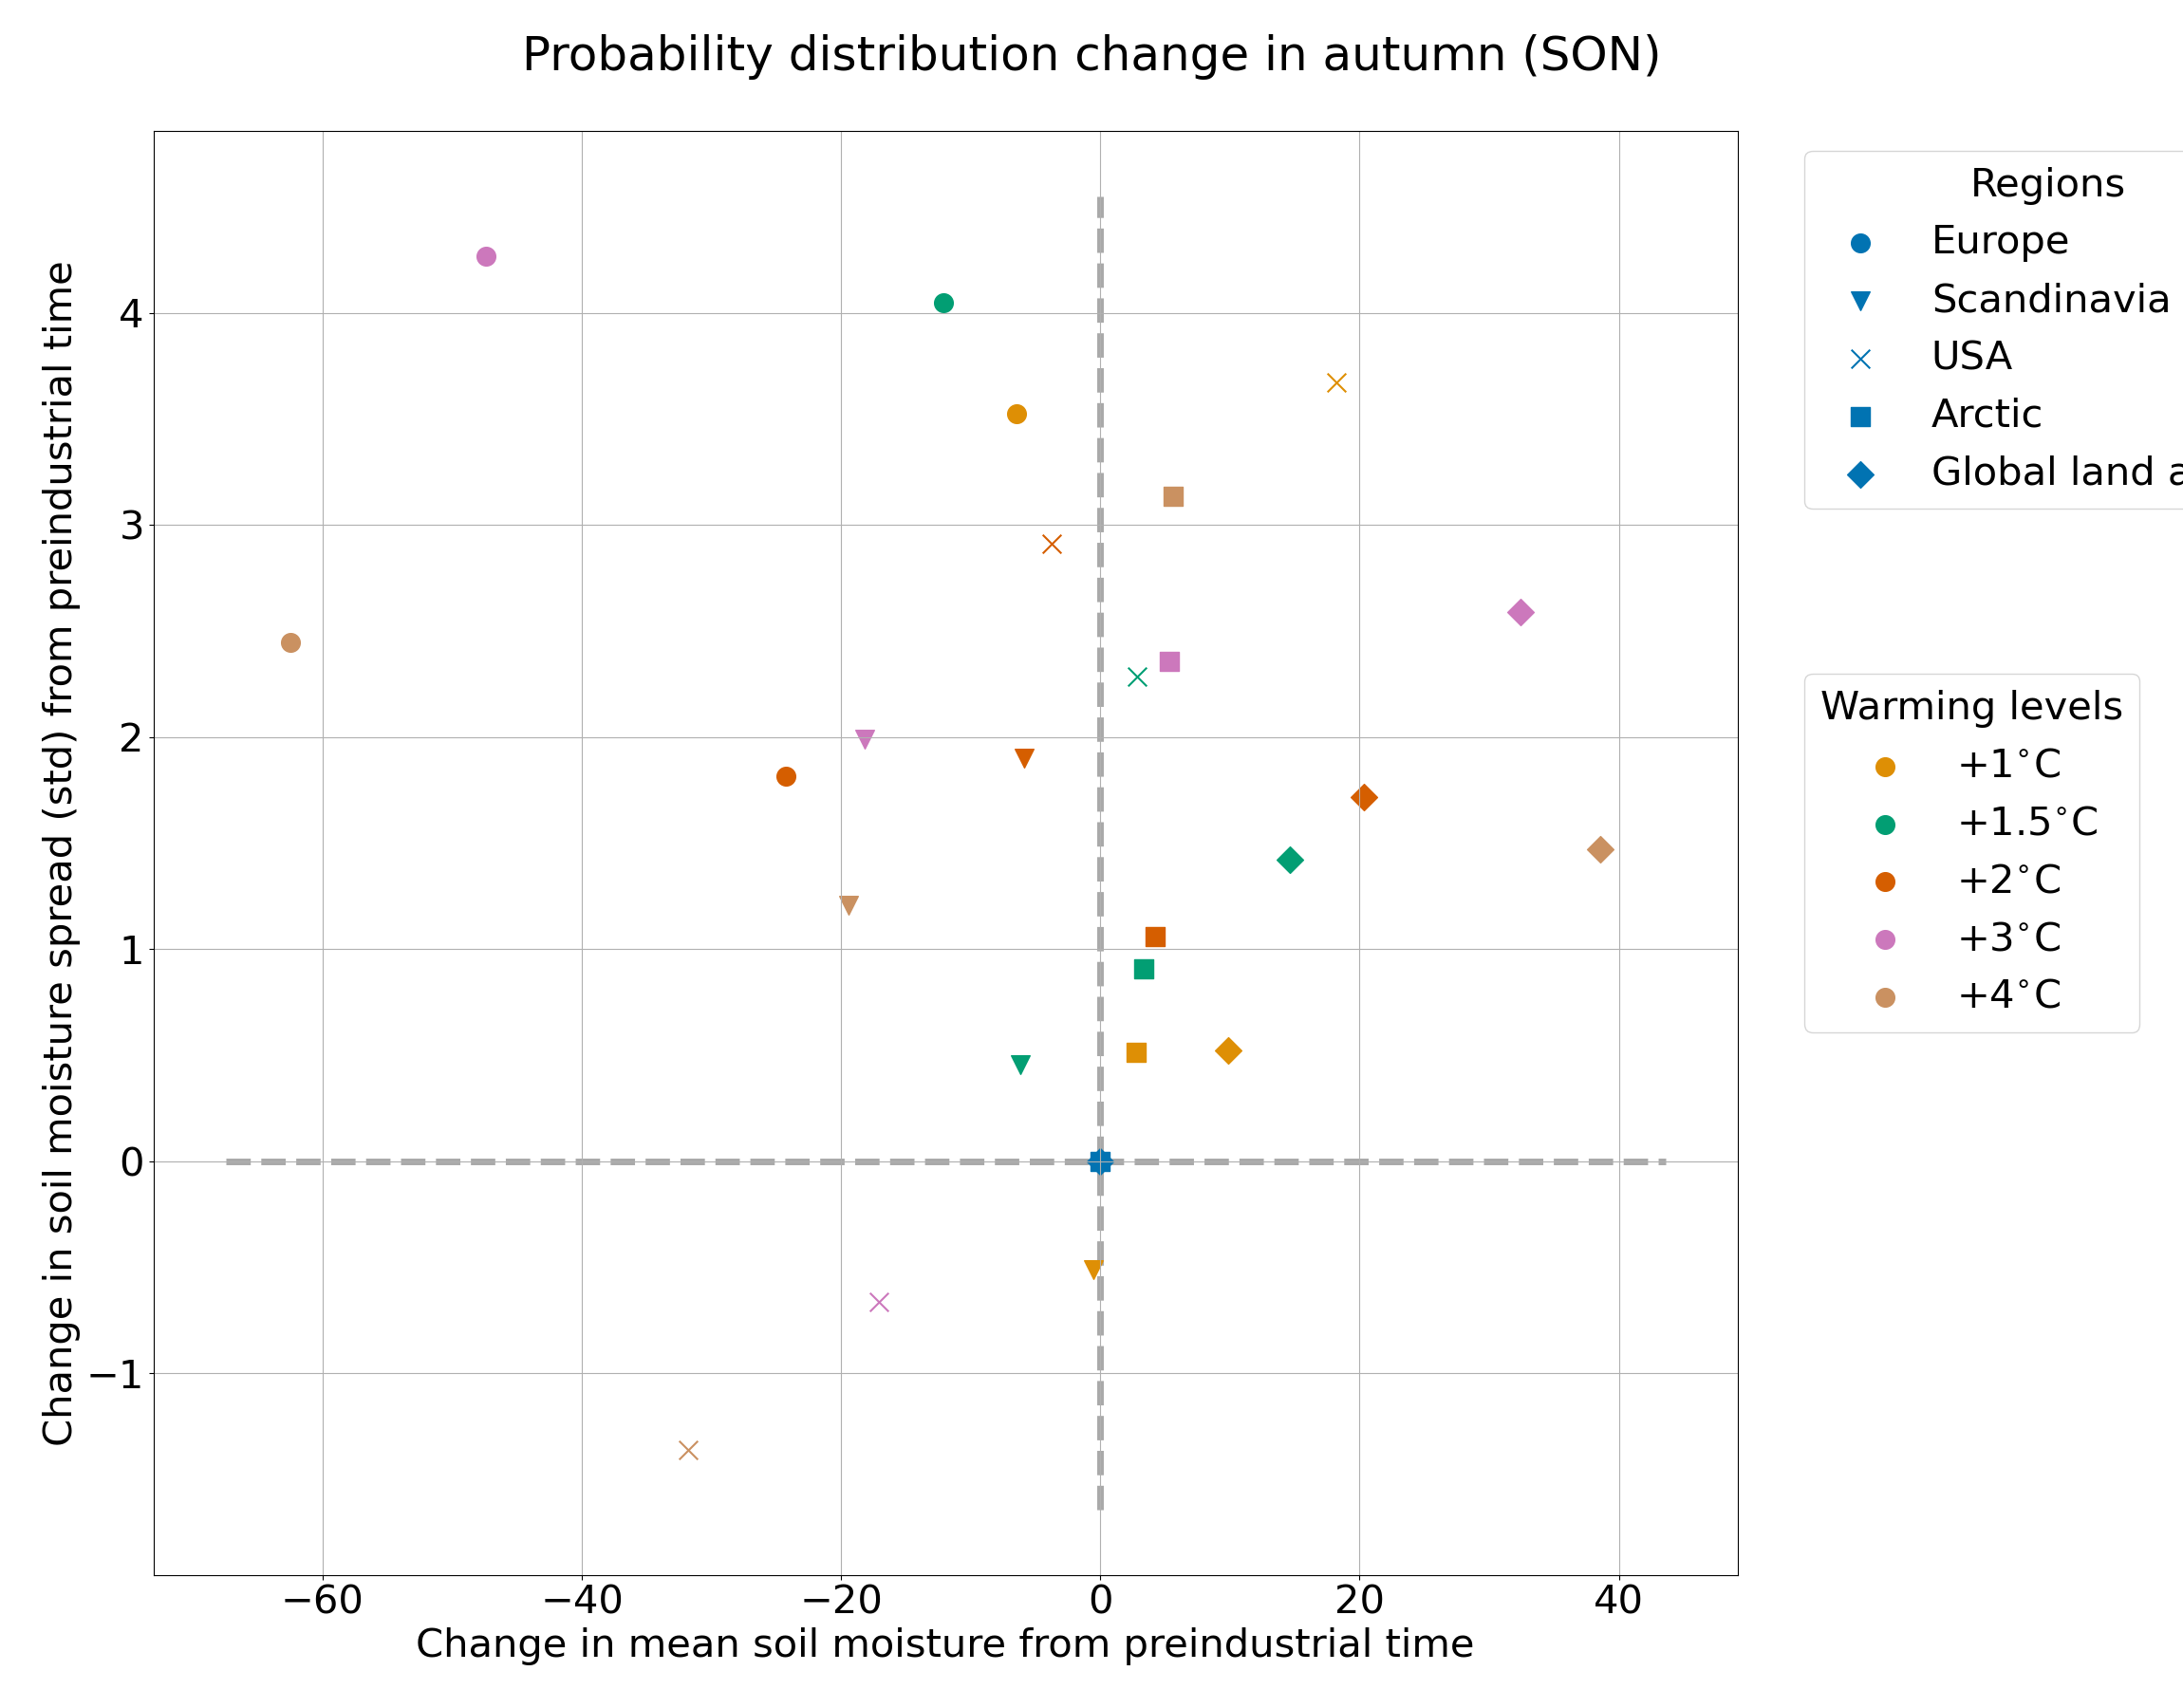 Probability distribution change in autumn (SON)
Change in soil moisture spread (std) from preindustrial time
4
3
2
1
0
−1
−60
−40
−20
0
20
40
Change in mean soil moisture from preindustrial time
Regions
Europe
Scandinavia
USA
Arctic
Global land a
Warming levels
+1°C
+1.5°C
+2°C
+3°C
+4°C